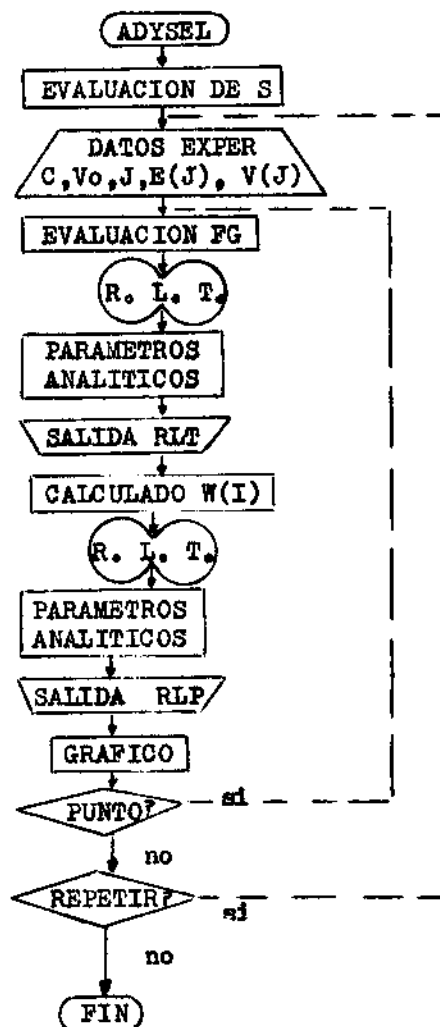 ADYSEL
EVALUACION DE S
DATOS EXPER
C,Vo,J,E(J), V(J)
EVALUACION FG
R. L. T.
PARAMETROS
ANALITICOS
SALIDA RLT
CALCULADO W(I)
R. L. T.
PARAMETROS
ANALITICOS
SALIDA RLP
GRAFICO
PUNTO?
si
no
REPETIR?
si
no
FIN